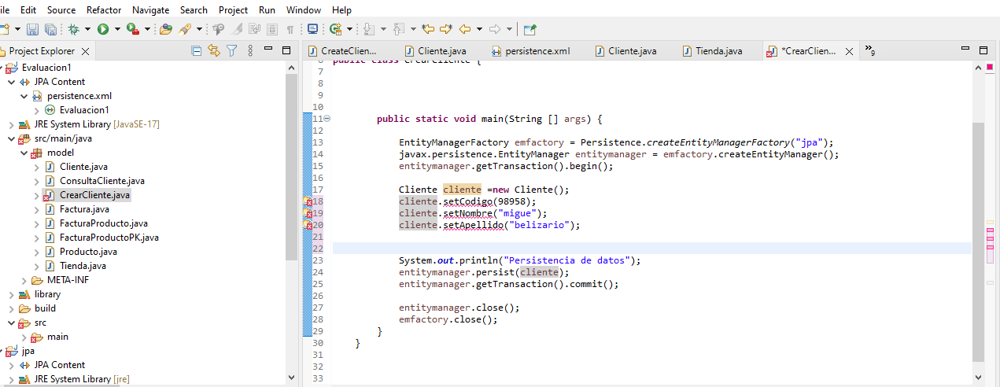 ile Edit Source Refactor Navigate Search Project Run Window Help
Project Explorer
Evaluacion1
JPA Content
persistence.xml
Evaluacion1
JRE System Library [JavaSE-17]
src/main/java
model
Cliente.java
ConsultaCliente.java
CrearCliente.java
Factura.java
FacturaProducto.java
FacturaProductoPK.java
Producto.java
Tienda.java
META-INF
library
build
src
main
jpa
JPA Content
JRE System Library [jre]
CreateClien... Cliente.java persistence.xml Cliente.java Tienda.java *CrearClien... »9
6 public class CrearCliente {
7
8
9
10
11 public static void main(String [] args) {
12
13 EntityManagerFactory emfactory = Persistence.createEntityManagerFactory("jpa");
14 javax.persistence.EntityManager entitymanager = emfactory.createEntityManager();
15 entitymanager.getTransaction().begin();
16
17 Cliente cliente =new Cliente();
18 cliente.setCodigo(98958);
19 cliente.setNombre("migue");
20 cliente.setApellido("belizario");
21
22
23 System.out.println("Persistencia de datos");
24 entitymanager.persist(cliente);
25 entitymanager.getTransaction().commit();
26
27 entitymanager.close();
28 emfactory.close();
29 }
30 }
31
32
33